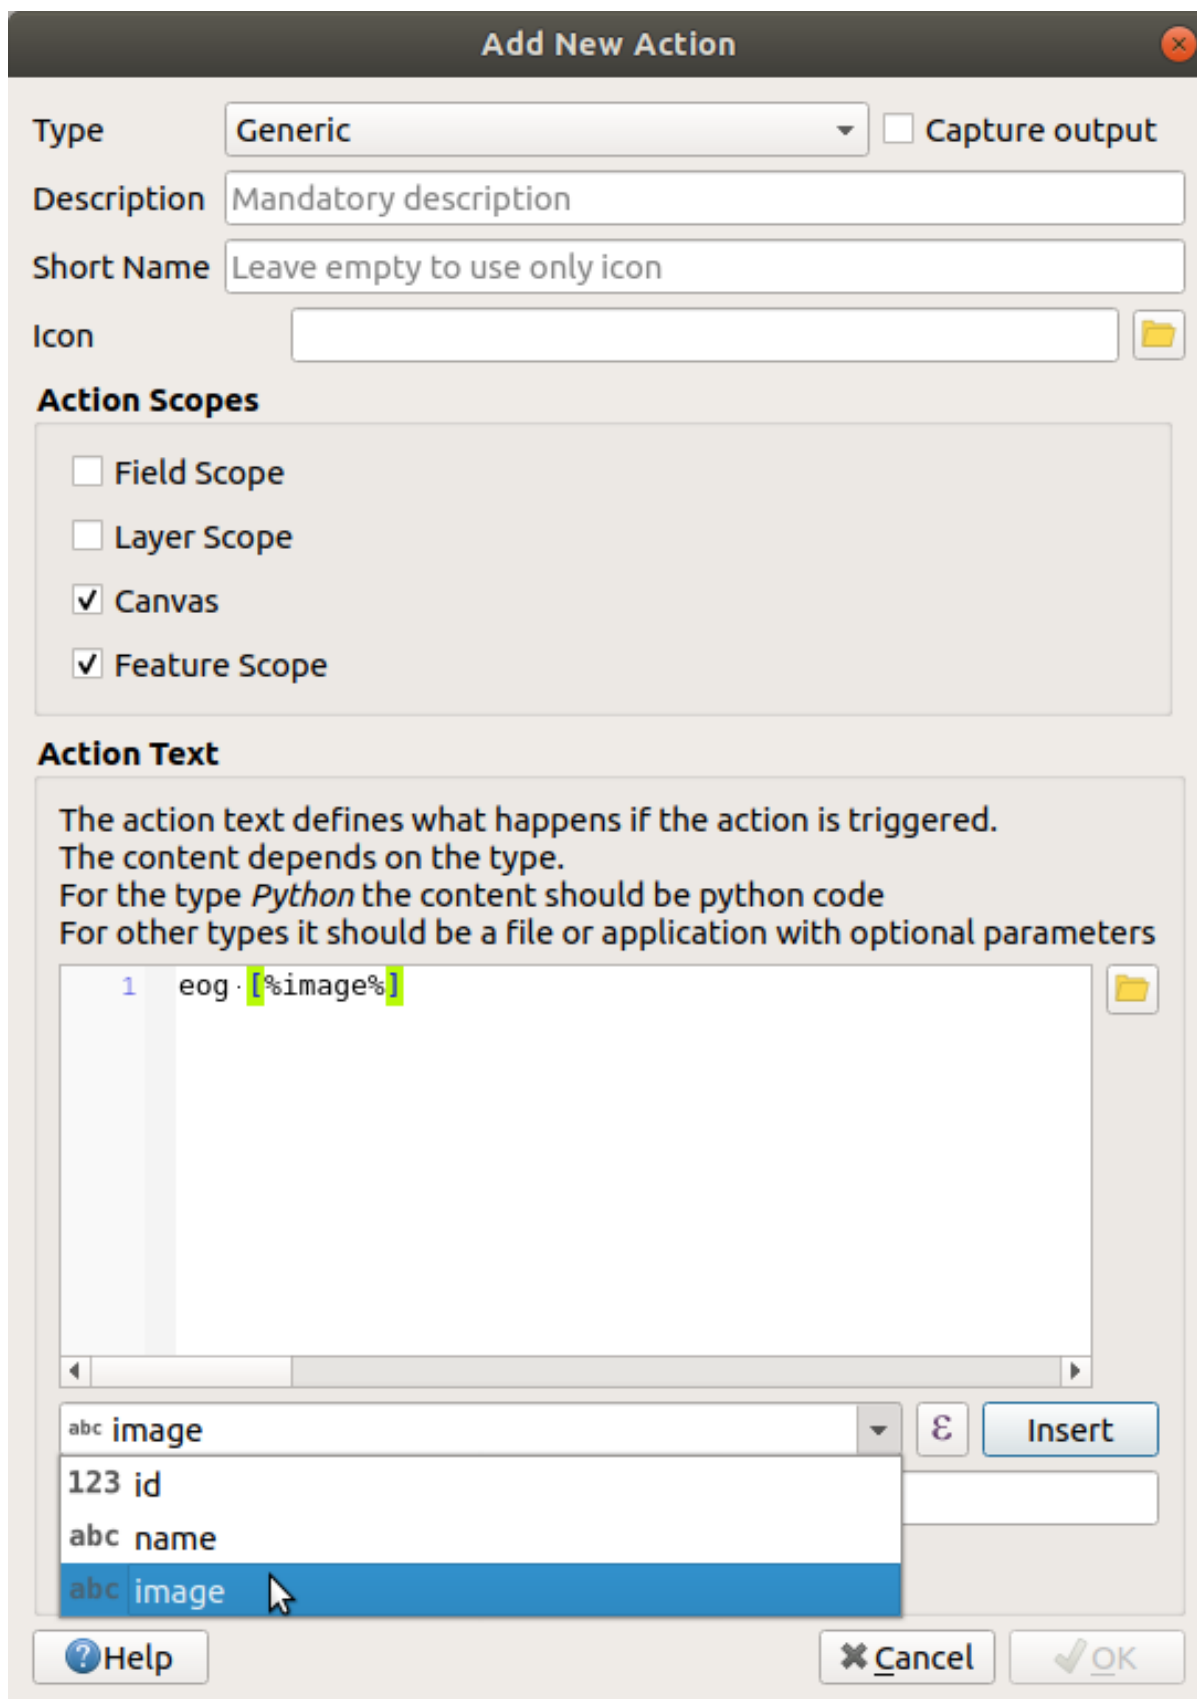 Add New Action
Type Generic Capture output
Description Mandatory description
Short Name Leave empty to use only icon
Icon
Action Scopes
Field Scope
Layer Scope
Canvas
Feature Scope
Action Text
The action text defines what happens if the action is triggered.
The content depends on the type.
For the type Python the content should be python code
For other types it should be a file or application with optional parameters
1 eog·[%image%]
abc image ε Insert
123 id
abc name
abc image
Help Cancel OK